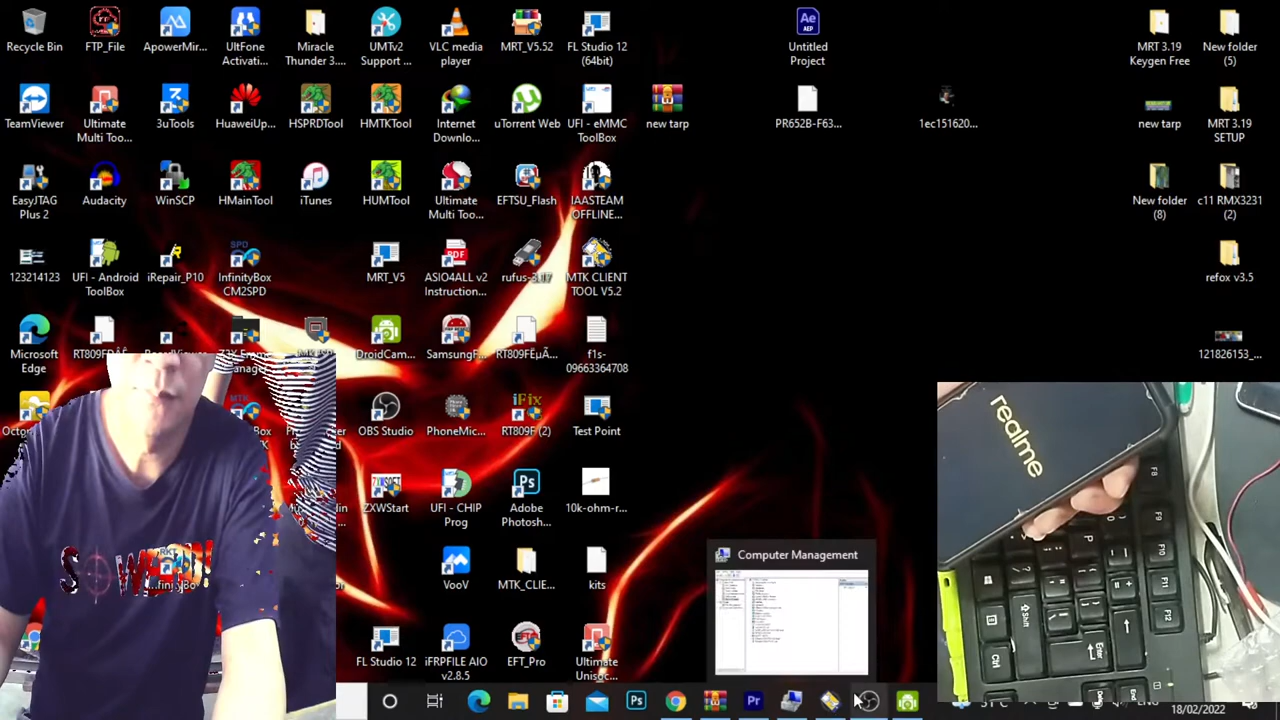 Recycle Bin
FTP_File
ApowerMir...
UltFone
Activati...
Miracle
Thunder 3....
UMTv2
Support ...
VLC media
player
MRT_V5.52
FL Studio 12
(64bit)
Untitled
Project
MRT 3.19
Keygen Free
New folder
(5)
TeamViewer
Ultimate
Multi Too...
3uTools
HuaweiUp...
HSPRDTool
HMTKTool
Internet
Downlo...
uTorrent Web
UFI - eMMC
ToolBox
new tarp
PR652B-F63...
1ec151620...
new tarp
MRT 3.19
SETUP
EasyJTAG
Plus 2
Audacity
WinSCP
HMainTool
iTunes
HUMTool
Ultimate
Multi Too...
EFTSU_Flash
IAASTEAM
OFFLINE...
New folder
(8)
c11 RMX3231
(2)
123214123
UFI - Android
ToolBox
iRepair_P10
InfinityBox
CM2SPD
MRT_V5
ASIO4ALL v2
Instruction...
rufus-3.17
MTK CLIENT
TOOL V5.2
refox v3.5
Microsoft
Edge
DroidCam...
SamsungF...
f1s-
09663364708
121826153_...
OBS Studio
PhoneMic...
iFix
RT809F (2)
Test Point
realme
ZXWStart
UFI - CHIP
Prog
Adobe
Photosh...
10k-ohm-r...
VooV
MTK_CLIE...
kits
Computer Management
FL Studio 12
iFRPFILE AIO
v2.8.5
EFT_Pro
Ultimate
Unisoc...
18/02/2022